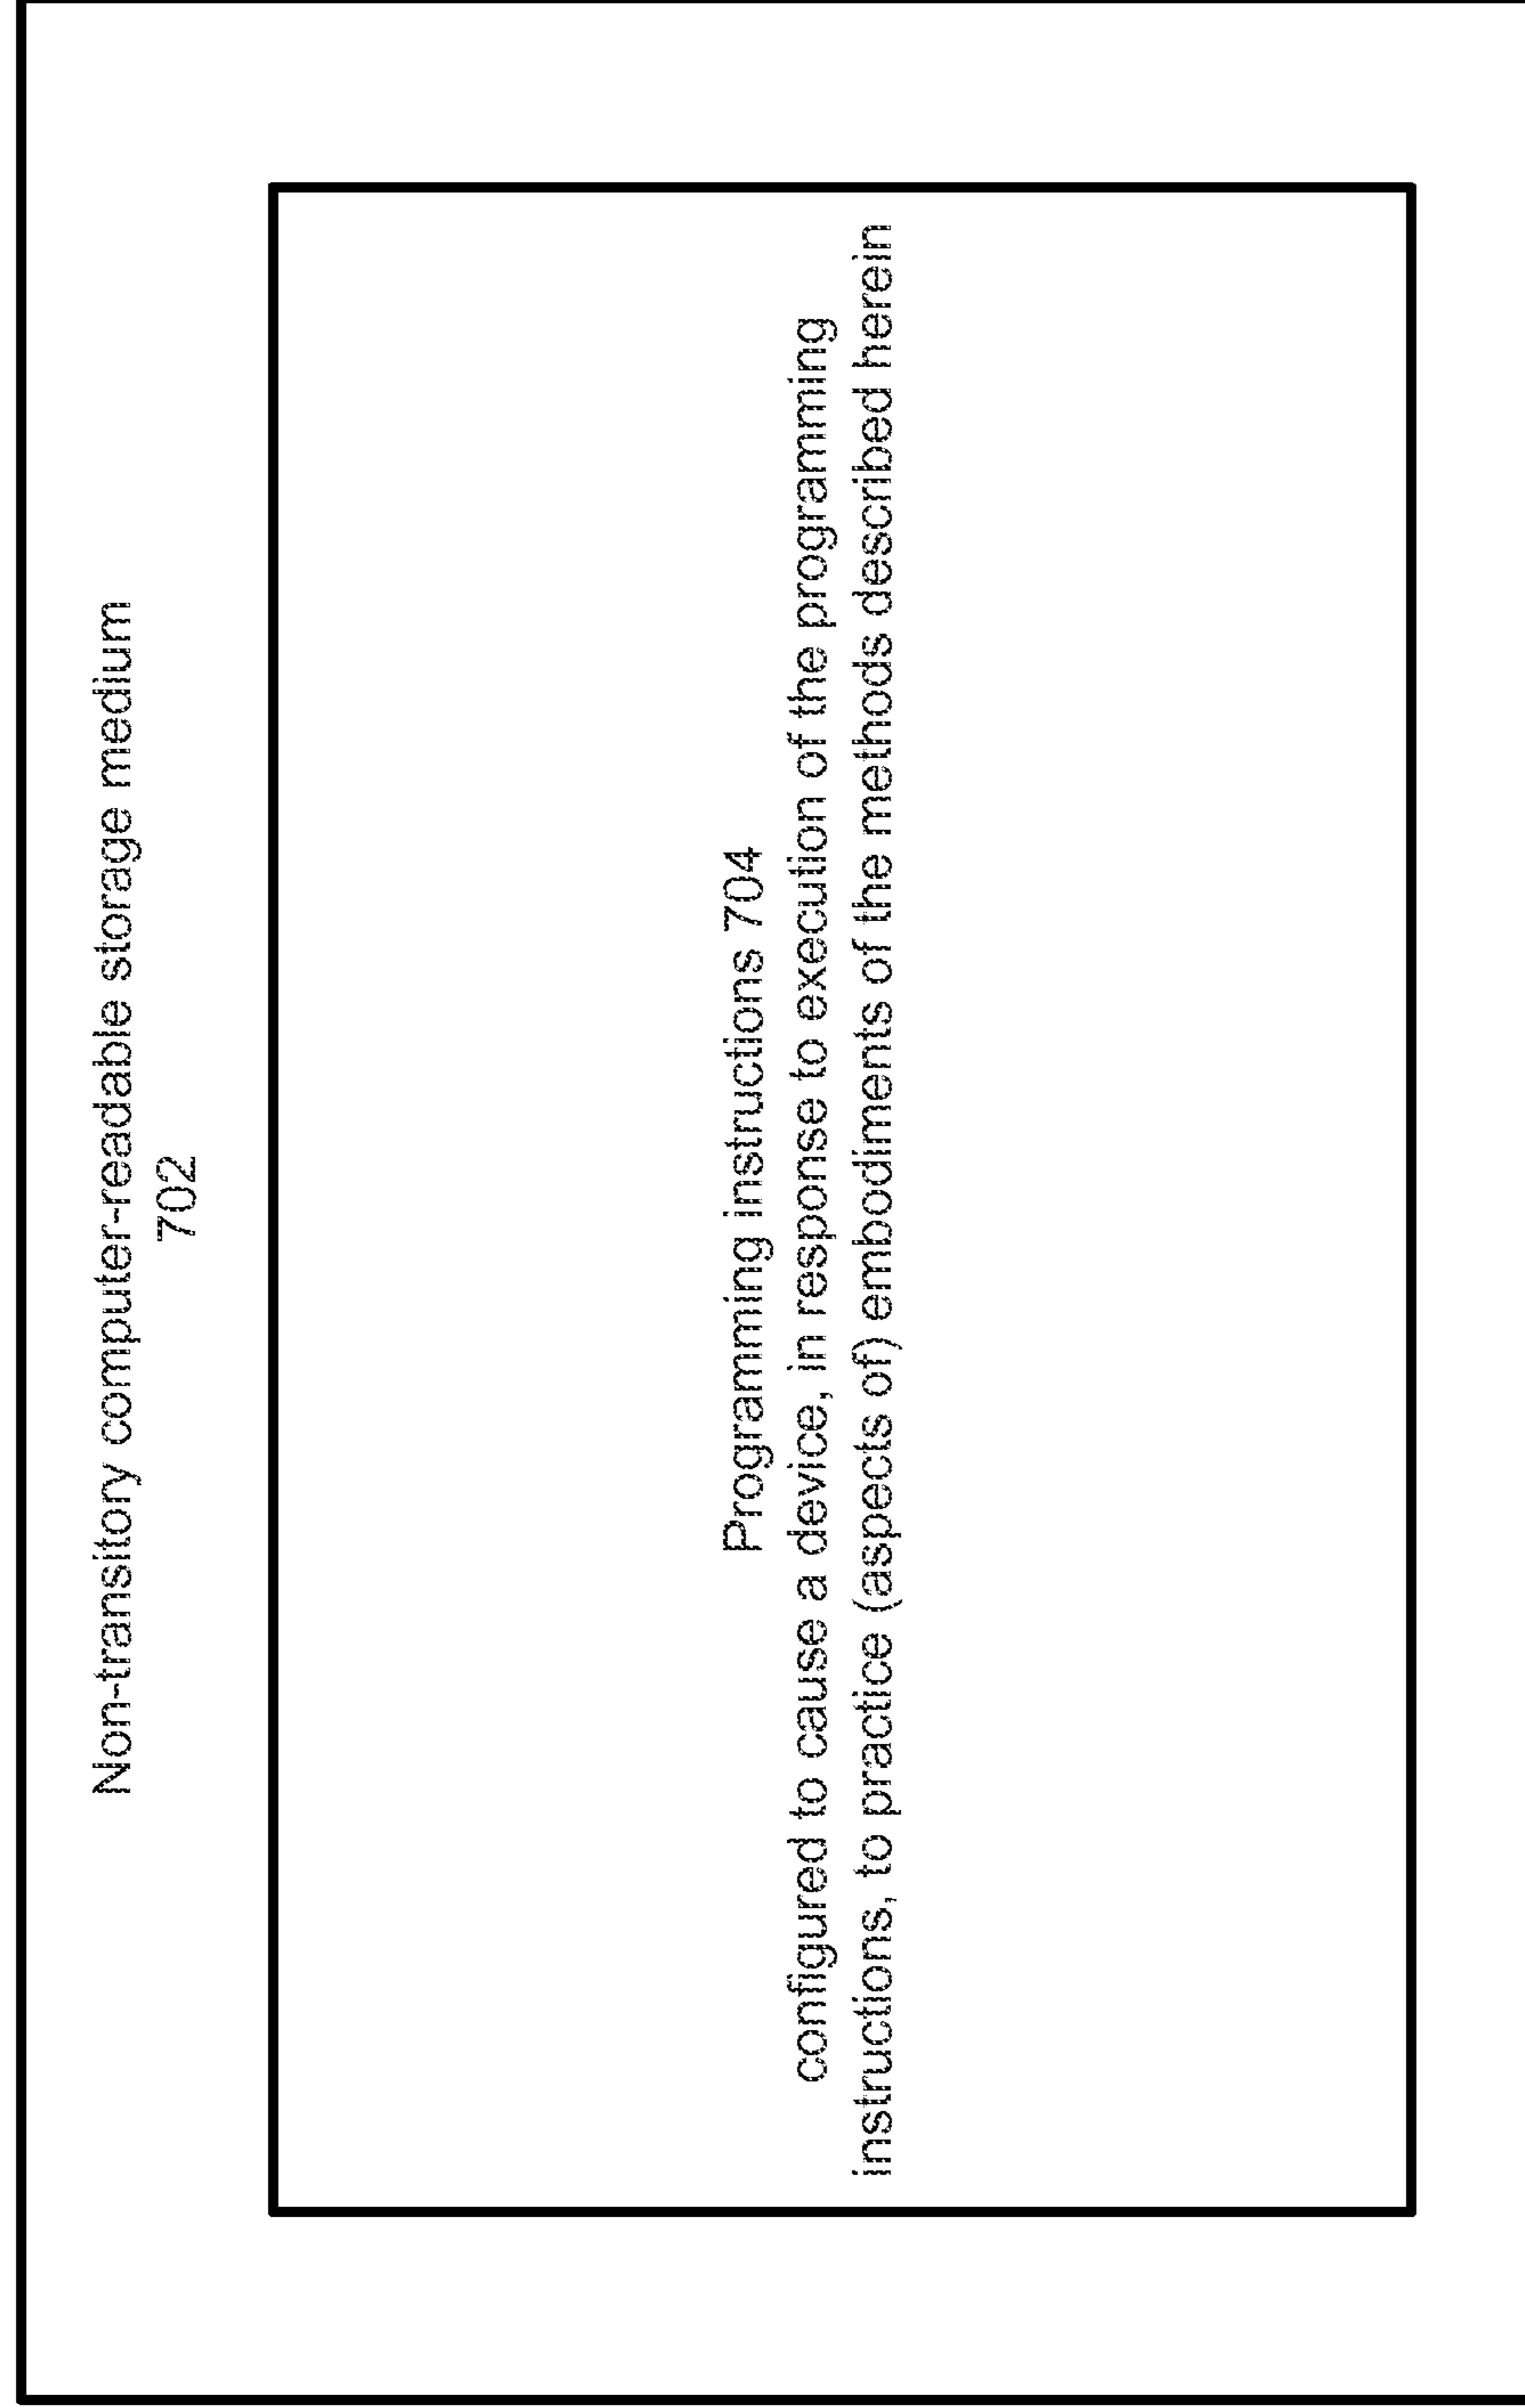 Non-transitory computer-readable storage medium
702
Programming instructions 704
configured to cause a device, in response to execution of the programming
instructions, to practice (aspects of) embodiments of the methods described herein